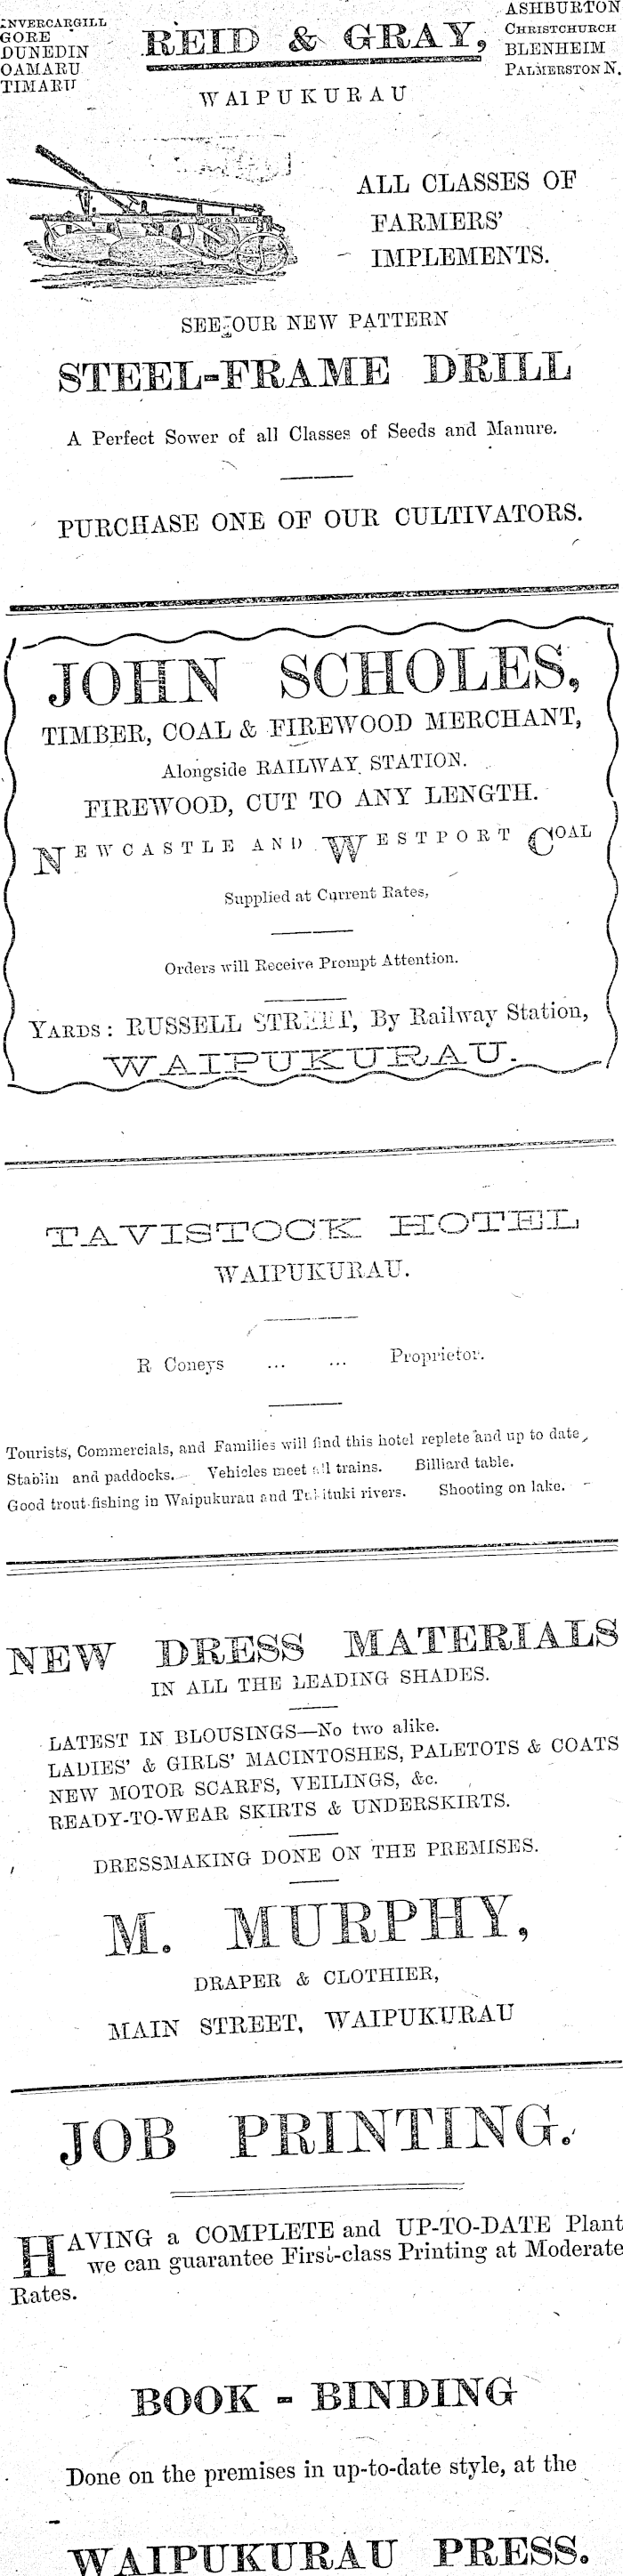 INVERCARGILL
GORE
DUNEDIN
OAMARU
TIMARU
REID & GRAY,
ASHBURTON
CHRISTCHURCH
BLENHEIM
PALMERSTON N.
WAIPUKURAU
ALL CLASSES OF
FARMERS'
IMPLEMENTS.
SEE OUR NEW PATTERN
STEEL-FRAME DRILL
A Perfect Sower of all Classes of Seeds and Manure.
PURCHASE ONE OF OUR CULTIVATORS.
JOHN SCHOLES,
TIMBER, COAL & FIREWOOD MERCHANT,
Alongside RAILWAY STATION.
FIREWOOD, CUT TO ANY LENGTH.
NEWCASTLE AND WESTPORT COAL
Supplied at Current Rates,
Orders will Receive Prompt Attention.
YARDS: RUSSELL STREET, By Railway Station,
WAIPUKURAU.
TAVISTOCK HOTEL
WAIPUKURAU.
R Coneys ... ... Proprietor.
Tourists, Commercials, and Families will find this hotel replete and up to date,
Stablin and paddocks. Vehicles meet all trains. Billiard table.
Good trout-fishing in Waipukurau and Tukituki rivers. Shooting on lake.
NEW DRESS MATERIALS
IN ALL THE LEADING SHADES.
LATEST IN BLOUSINGS—No two alike.
LADIES' & GIRLS' MACINTOSHES, PALETOTS & COATS
NEW MOTOR SCARFS, VEILINGS, &c.
READY-TO-WEAR SKIRTS & UNDERSKIRTS.
DRESSMAKING DONE ON THE PREMISES.
M. MURPHY,
DRAPER & CLOTHIER,
MAIN STREET, WAIPUKURAU
JOB PRINTING.
HAVING a COMPLETE and UP-TO-DATE Plant
we can guarantee First-class Printing at Moderate
Rates.
BOOK - BINDING
Done on the premises in up-to-date style, at the
WAIPUKURAU PRESS.